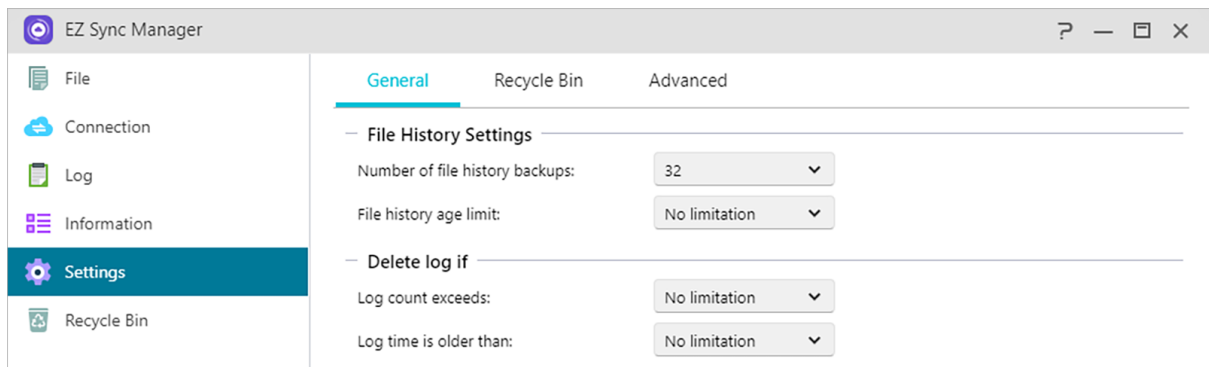 EZ Sync Manager
File
Connection
Log
Information
Settings
Recycle Bin
General Recycle Bin Advanced
File History Settings
Number of file history backups: 32
File history age limit: No limitation
Delete log if
Log count exceeds: No limitation
Log time is older than: No limitation